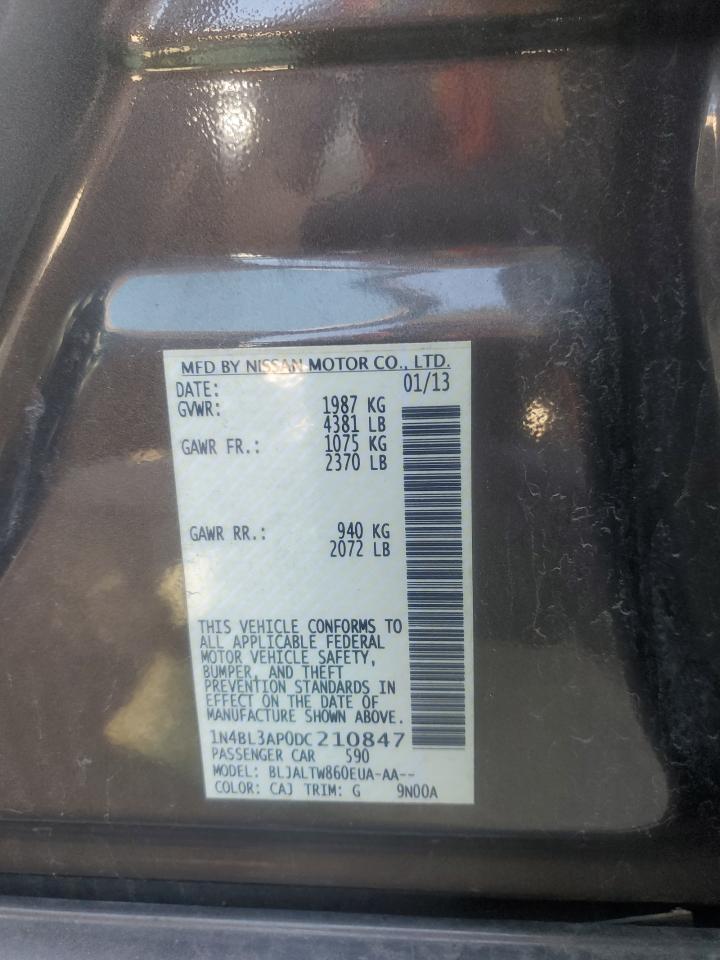 MFD BY NISSAN MOTOR CO., LTD.
DATE: 01/13
GVWR: 1987 KG
4381 LB
GAWR FR.: 1075 KG
2370 LB
GAWR RR.: 940 KG
2072 LB
THIS VEHICLE CONFORMS TO
ALL APPLICABLE FEDERAL
MOTOR VEHICLE SAFETY,
BUMPER, AND THEFT
PREVENTION STANDARDS IN
EFFECT ON THE DATE OF
MANUFACTURE SHOWN ABOVE.
1N4BL3AP0DC210847
PASSENGER CAR 590
MODEL: BLJALTW860EUA-AA--
COLOR: CAJ TRIM: G 9N00A